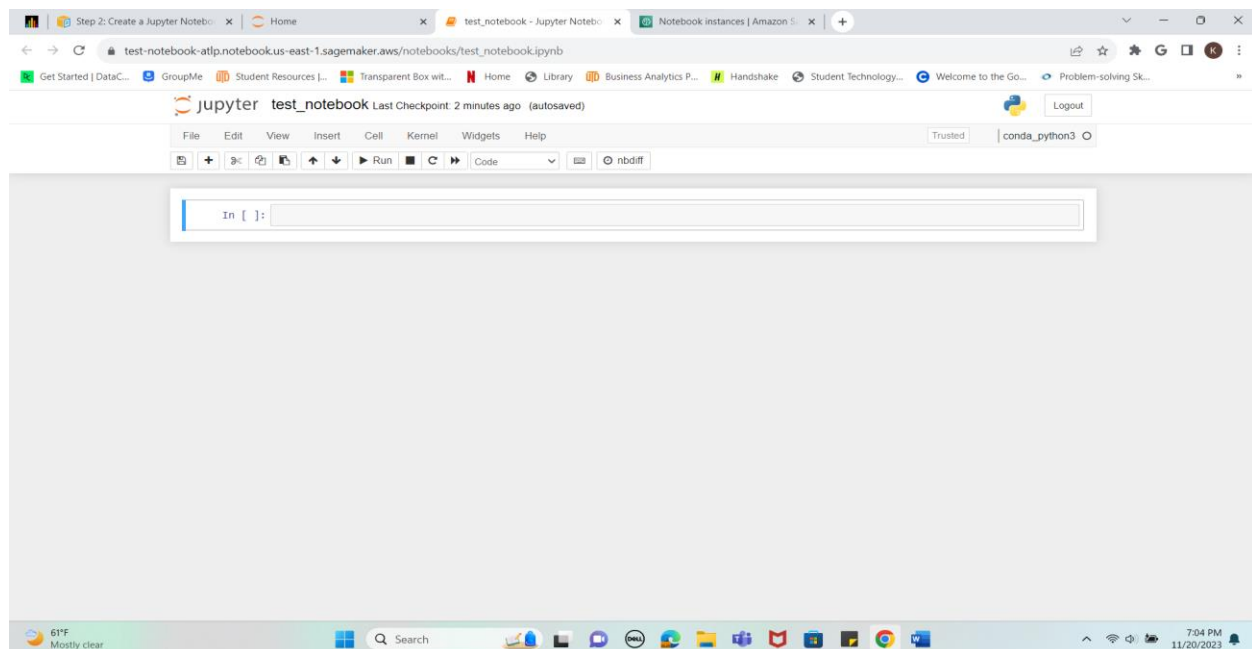 Step 2: Create a Jupyter Notebo
Home
test_notebook - Jupyter Notebo
Notebook instances | Amazon S
test-notebook-atlp.notebook.us-east-1.sagemaker.aws/notebooks/test_notebook.ipynb
K
Get Started | DataC...
GroupMe
Student Resources |...
Transparent Box wit...
Home
Library
Business Analytics P...
Handshake
Student Technology...
Welcome to the Go...
Problem-solving Sk...
»
jupyter test_notebook Last Checkpoint: 2 minutes ago (autosaved)
Logout
File Edit View Insert Cell Kernel Widgets Help
Trusted
conda_python3
Run
Code
nbdiff
In [ ]:
61°F
Mostly clear
Search
DELL
7:04 PM
11/20/2023